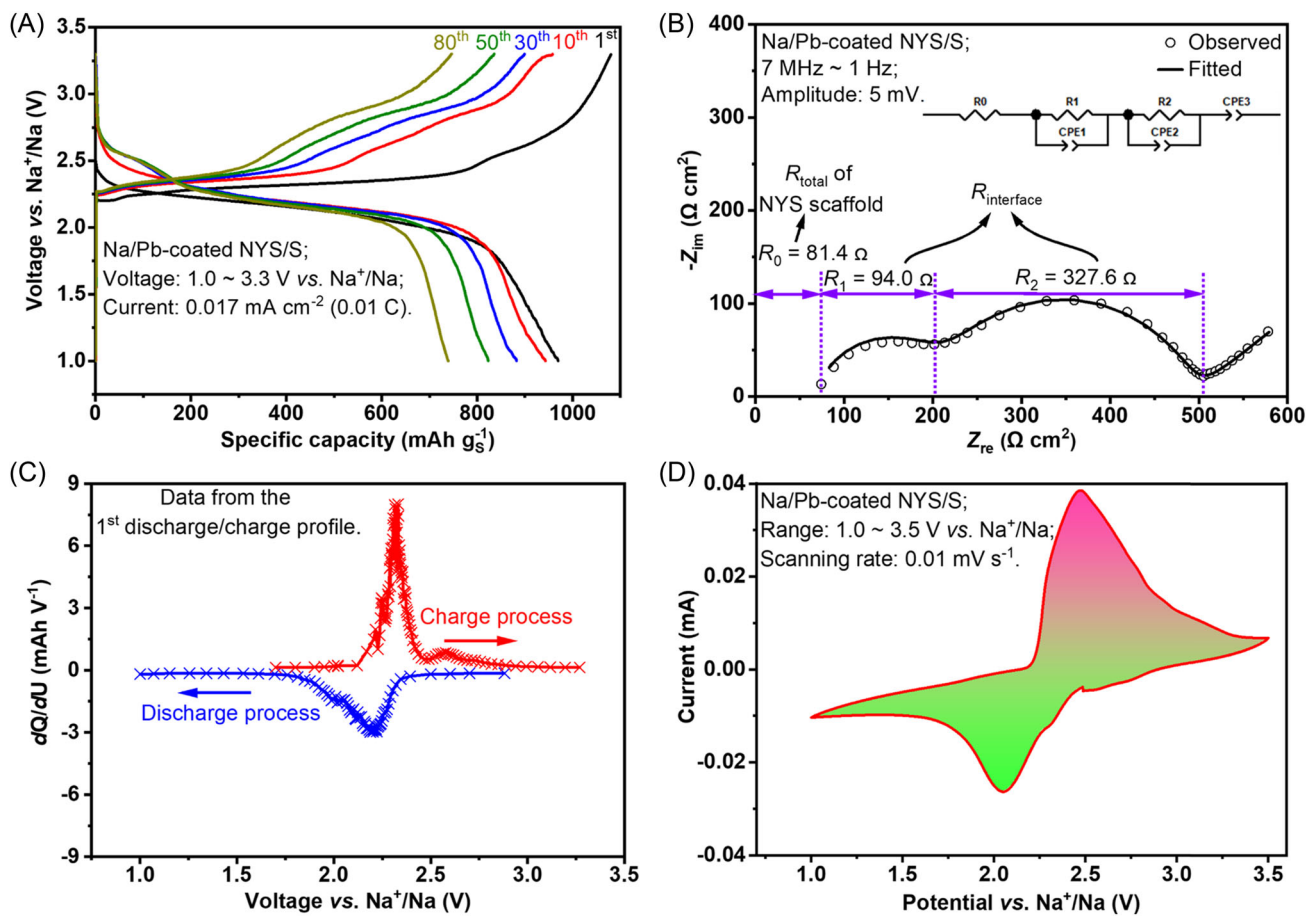 (A)
3.5
3.0
2.5
2.0
1.5
1.0
Voltage vs. Na⁺/Na (V)
80th 50th 30th 10th 1st
Na/Pb-coated NYS/S;
Voltage: 1.0 ~ 3.3 V vs. Na⁺/Na;
Current: 0.017 mA cm⁻² (0.01 C).
0 200 400 600 800 1000
Specific capacity (mAh gS⁻¹)
(B)
400
300
200
100
0
-Zim (Ω cm²)
Na/Pb-coated NYS/S;
7 MHz ~ 1 Hz;
Amplitude: 5 mV.
Observed
Fitted
R0 R1 R2 CPE3
CPE1 CPE2
Rtotal of
NYS scaffold
Rinterface
R0 = 81.4 Ω
R1 = 94.0 Ω
R2 = 327.6 Ω
0 100 200 300 400 500 600
Zre (Ω cm²)
(C)
9
6
3
0
-3
-6
-9
dQ/dU (mAh V⁻¹)
Data from the
1st discharge/charge profile.
Charge process
Discharge process
1.0 1.5 2.0 2.5 3.0 3.5
Voltage vs. Na⁺/Na (V)
(D)
0.04
0.02
0.00
-0.02
-0.04
Current (mA)
Na/Pb-coated NYS/S;
Range: 1.0 ~ 3.5 V vs. Na⁺/Na;
Scanning rate: 0.01 mV s⁻¹.
1.0 1.5 2.0 2.5 3.0 3.5
Potential vs. Na⁺/Na (V)